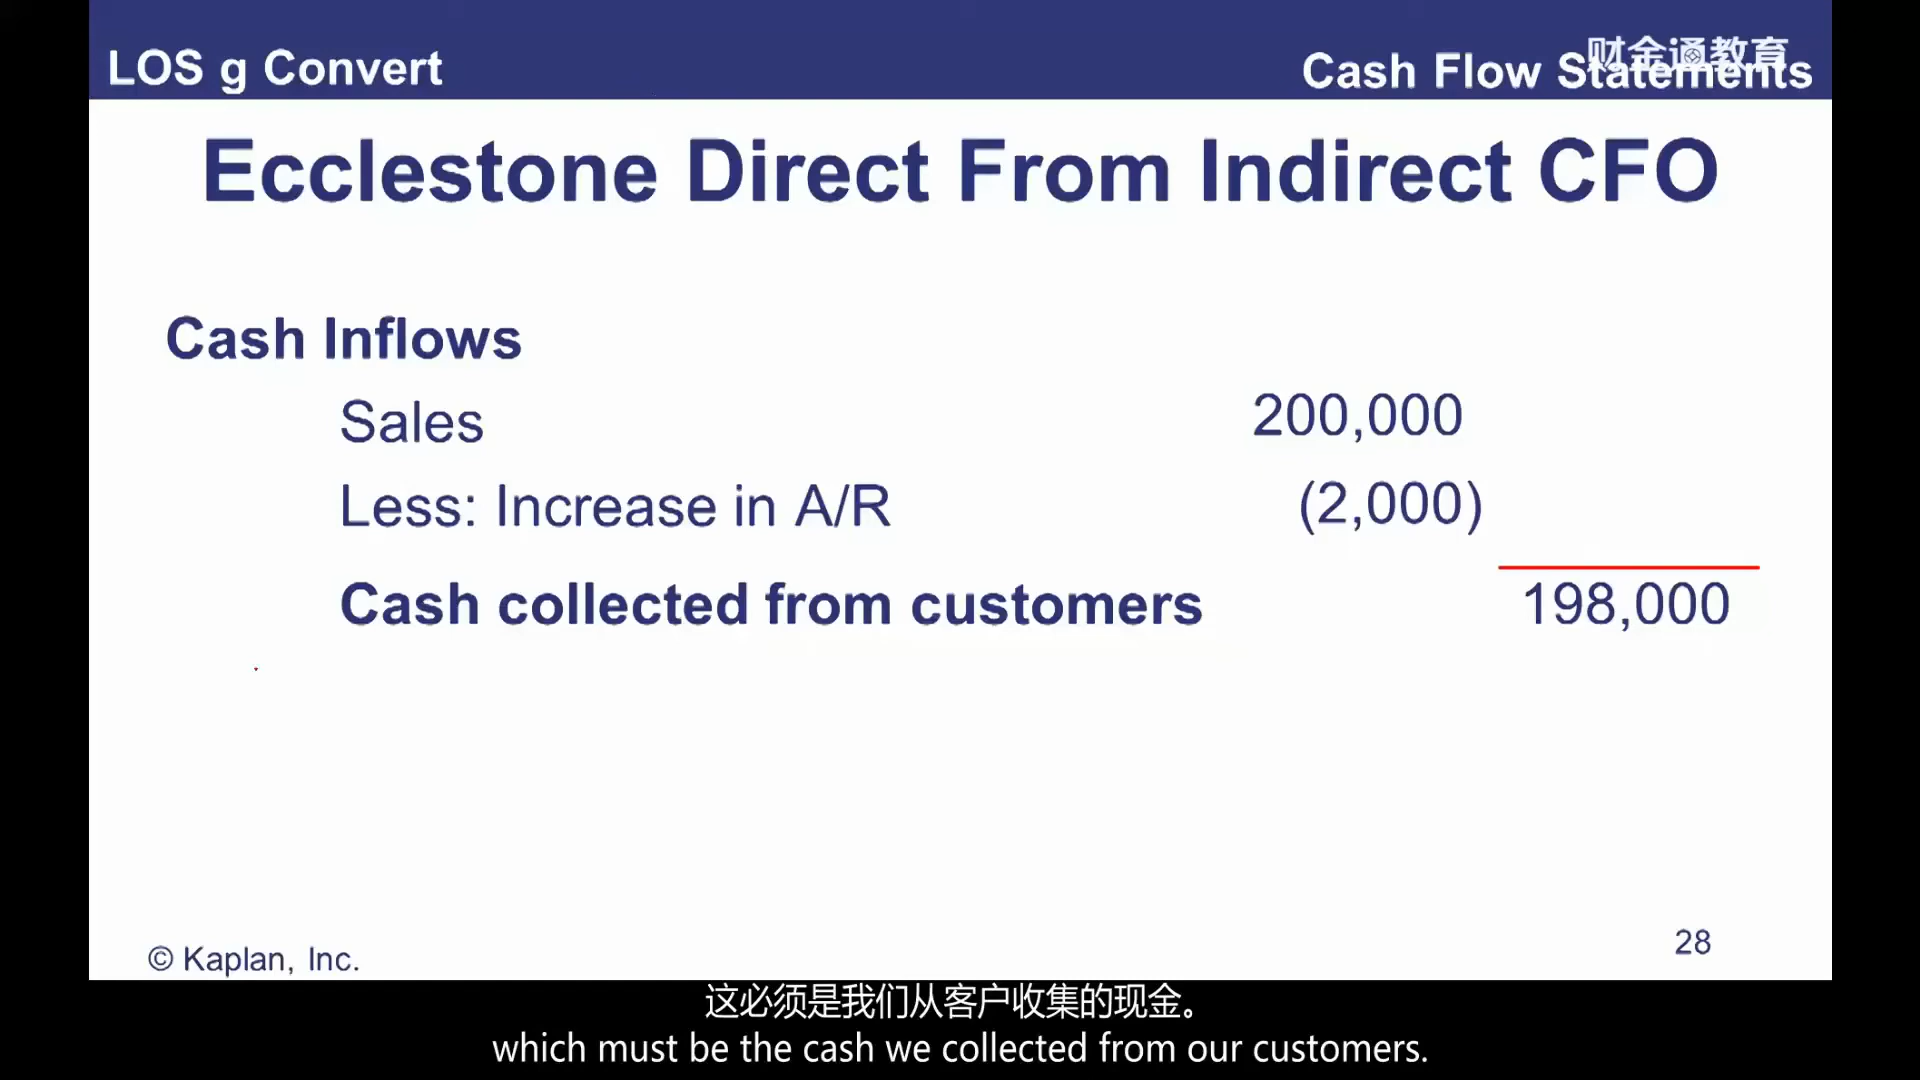 LOS g Convert
财金通教育
Cash Flow Statements
Ecclestone Direct From Indirect CFO
Cash Inflows
Sales 200,000
Less: Increase in A/R (2,000)
Cash collected from customers 198,000
© Kaplan, Inc.
28
这必须是我们从客户收集的现金。
which must be the cash we collected from our customers.